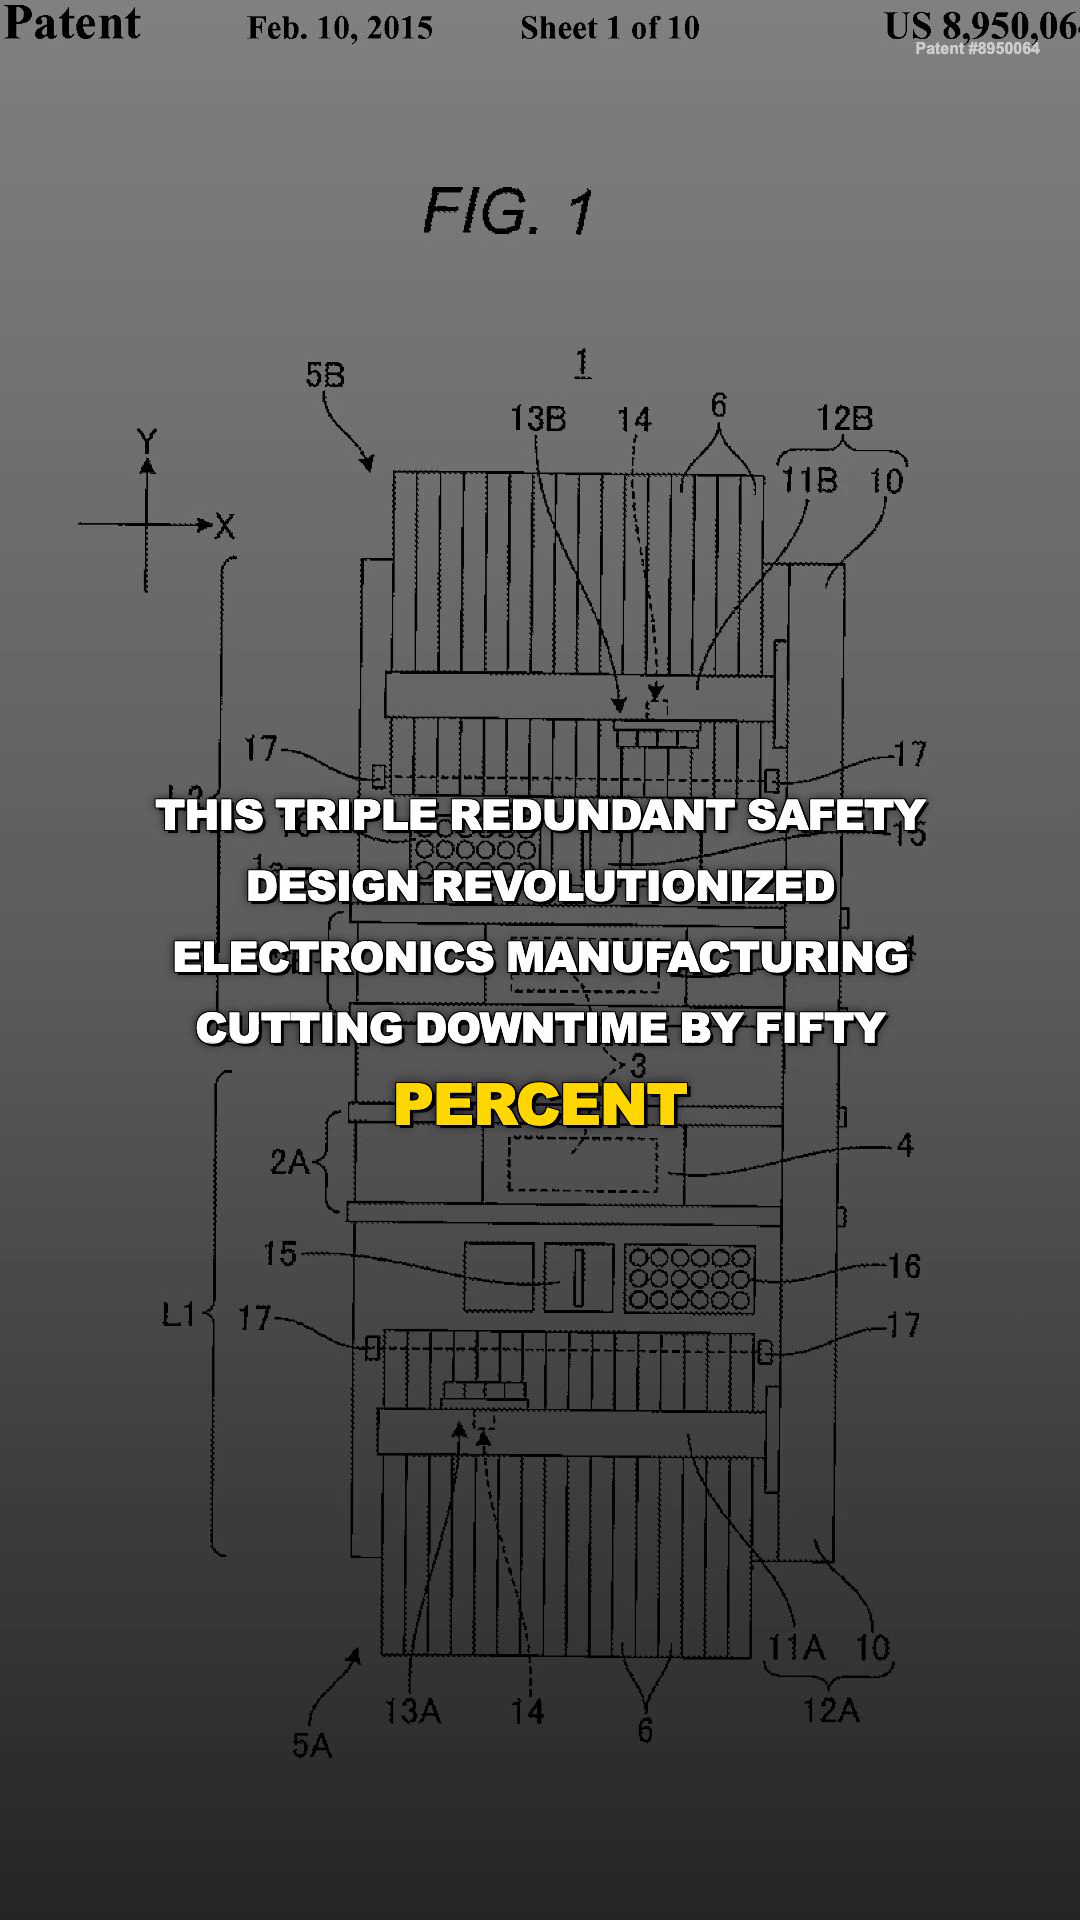 Patent Feb. 10, 2015 Sheet 1 of 10 US 8,950,06
Patent #8950064
FIG. 1
1
5B
13B 14 6 12B
11B 10
Y
X
17 17
THIS TRIPLE REDUNDANT SAFETY
15
DESIGN REVOLUTIONIZED
ELECTRONICS MANUFACTURING
CUTTING DOWNTIME BY FIFTY
3
PERCENT
2A 4
15 16
L1 17 17
11A 10
13A 14 6 12A
5A